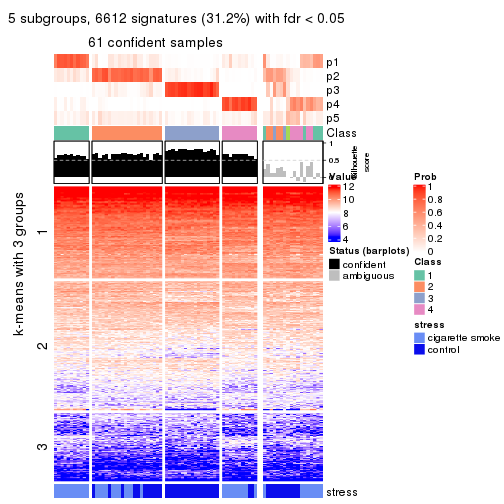 5 subgroups, 6612 signatures (31.2%) with fdr < 0.05
61 confident samples
p1
p2
p3
p4
p5
Class
1
0.5
0
Silhouette
score
k-means with 3 groups
1
2
3
stress
Value
12
10
8
6
4
Status (barplots)
confident
ambiguous
Prob
1
0.8
0.6
0.4
0.2
0
Class
1
2
3
4
stress
cigarette smoke
control